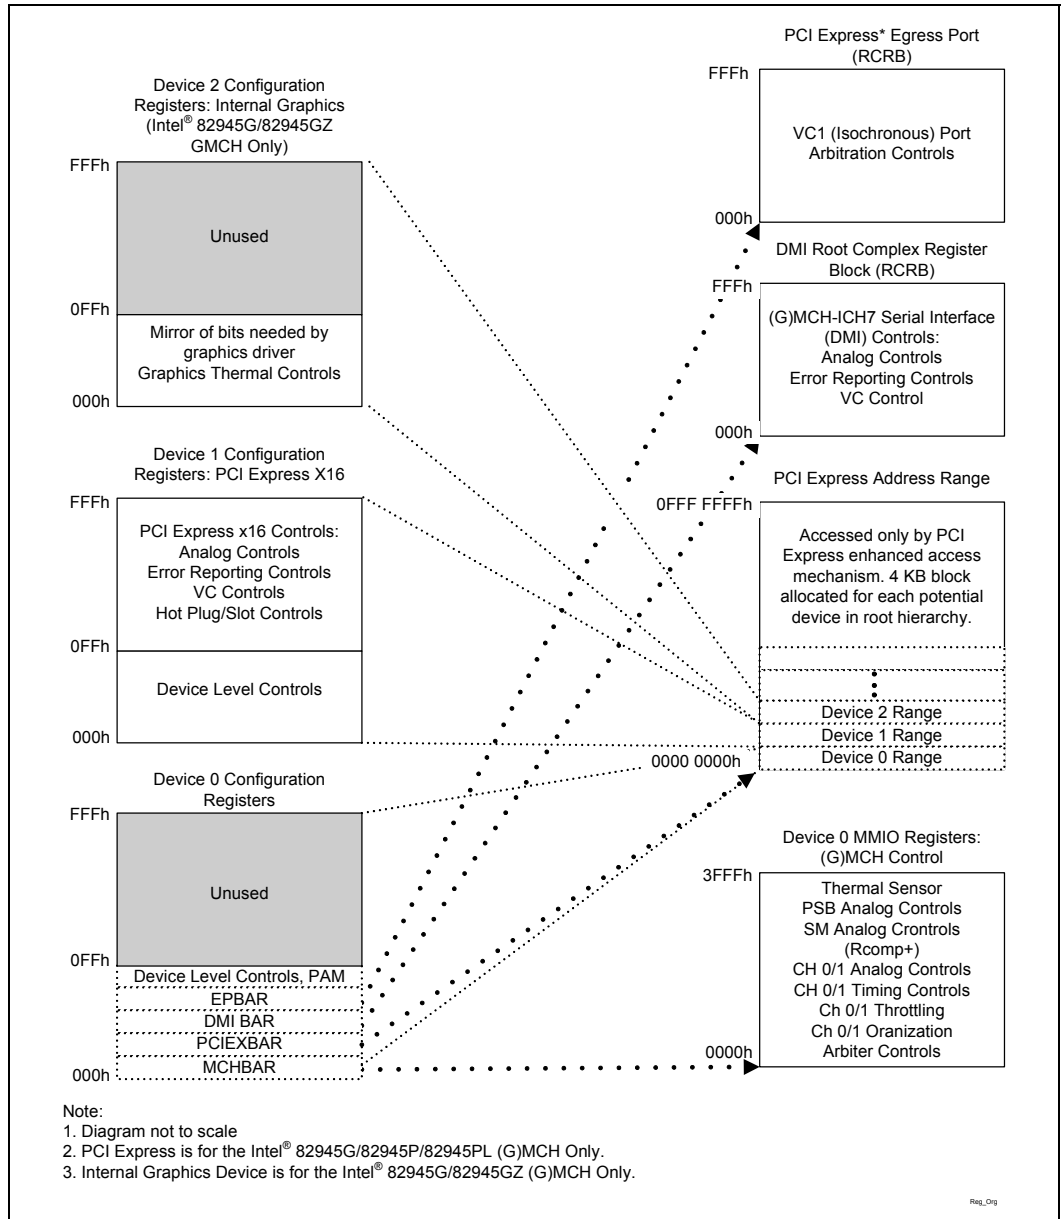 Device 2 Configuration
Registers: Internal Graphics
(Intel® 82945G/82945GZ
GMCH Only)
FFFh
Unused
0FFh
Mirror of bits needed by
graphics driver
Graphics Thermal Controls
000h
Device 1 Configuration
Registers: PCI Express X16
FFFh
PCI Express x16 Controls:
Analog Controls
Error Reporting Controls
VC Controls
Hot Plug/Slot Controls
0FFh
Device Level Controls
000h
Device 0 Configuration
Registers
FFFh
Unused
0FFh
Device Level Controls, PAM
EPBAR
DMI BAR
PCIEXBAR
MCHBAR
000h
PCI Express* Egress Port
(RCRB)
FFFh
VC1 (Isochronous) Port
Arbitration Controls
000h
DMI Root Complex Register
Block (RCRB)
FFFh
(G)MCH-ICH7 Serial Interface
(DMI) Controls:
Analog Controls
Error Reporting Controls
VC Control
000h
PCI Express Address Range
0FFF FFFFh
Accessed only by PCI
Express enhanced access
mechanism. 4 KB block
allocated for each potential
device in root hierarchy.
Device 2 Range
Device 1 Range
Device 0 Range
0000 0000h
Device 0 MMIO Registers:
(G)MCH Control
3FFFh
Thermal Sensor
PSB Analog Controls
SM Analog Crontrols
(Rcomp+)
CH 0/1 Analog Controls
CH 0/1 Timing Controls
Ch 0/1 Throttling
Ch 0/1 Oranization
Arbiter Controls
0000h
Note:
1. Diagram not to scale
2. PCI Express is for the Intel® 82945G/82945P/82945PL (G)MCH Only.
3. Internal Graphics Device is for the Intel® 82945G/82945GZ (G)MCH Only.
Reg_Org